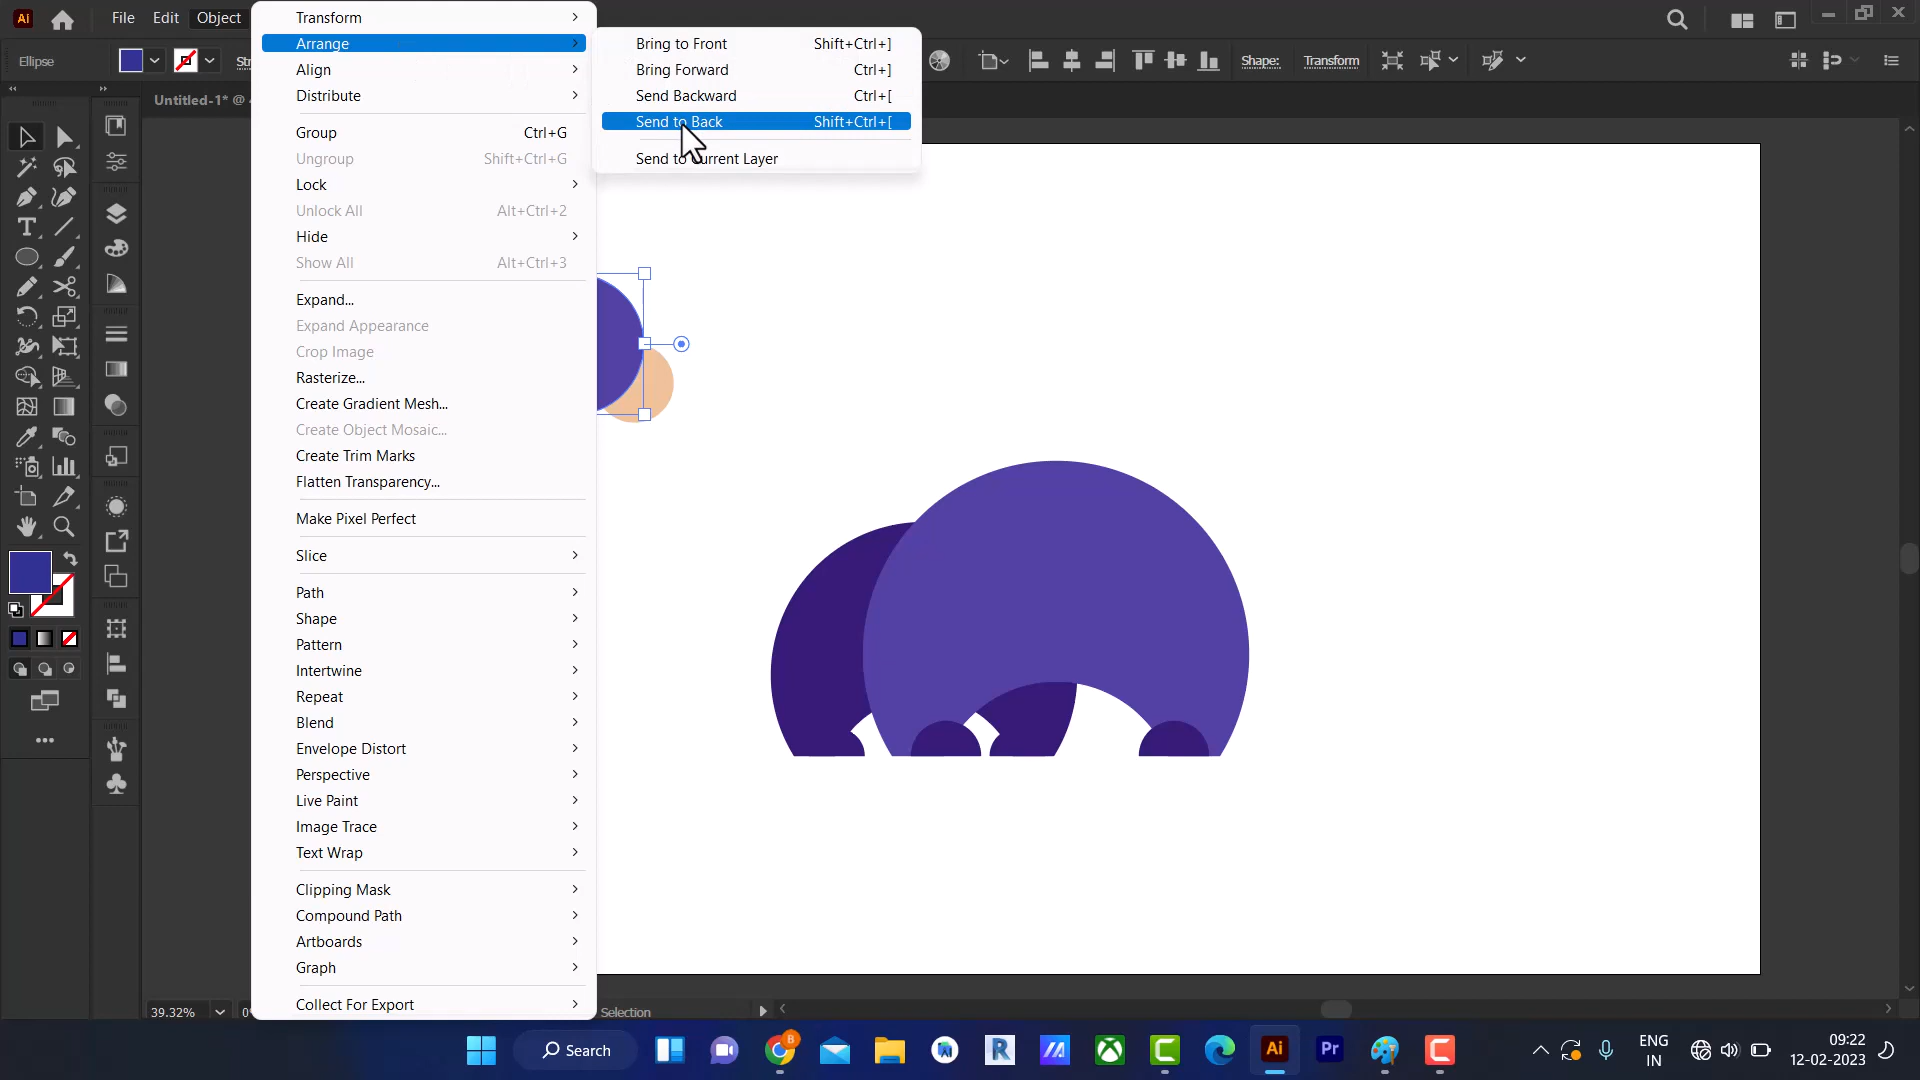 Ai
File
Edit
Object
Ellipse
Str
Shape:
Transform
Untitled-1* @
Transform
Arrange
Align
Distribute
Group Ctrl+G
Ungroup Shift+Ctrl+G
Lock
Unlock All Alt+Ctrl+2
Hide
Show All Alt+Ctrl+3
Expand...
Expand Appearance
Crop Image
Rasterize...
Create Gradient Mesh...
Create Object Mosaic...
Create Trim Marks
Flatten Transparency...
Make Pixel Perfect
Slice
Path
Shape
Pattern
Intertwine
Repeat
Blend
Envelope Distort
Perspective
Live Paint
Image Trace
Text Wrap
Clipping Mask
Compound Path
Artboards
Graph
Collect For Export
Bring to Front Shift+Ctrl+]
Bring Forward Ctrl+]
Send Backward Ctrl+[
Send to Back Shift+Ctrl+[
Send to Current Layer
39.32%
0°
Selection
Search
B
R
Ai
Pr
ENG
IN
09:22
12-02-2023